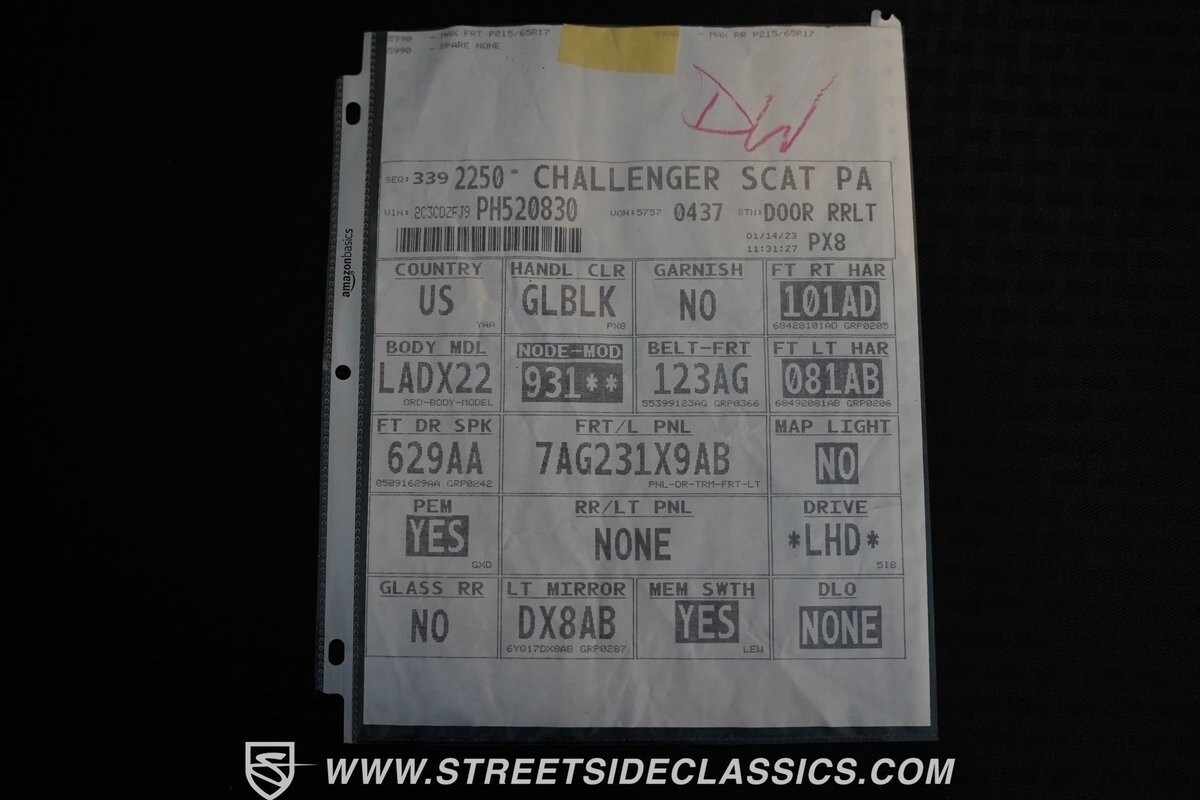 5990 - MAX FRT P215/65R17 5990 - MAX RR P215/65R17
5990 - SPARE NONE
DW
SEQ: 339 2250- CHALLENGER SCAT PA
VIN: 2C3CDZFJ9 PH520830 VON:5757 0437 STN: DOOR RRLT
01/14/23
11:31:27 PX8
amazonbasics
COUNTRY HANDL CLR GARNISH FT RT HAR
US GLBLK NO 101AD
YAA PX8 68428101AD GRP0205
BODY MDL NODE-MOD BELT-FRT FT LT HAR
LADX22 931** 123AG 081AB
ORD-BODY-MODEL 55399123AG GRP0366 68492081AB GRP0206
FT DR SPK FRT/L PNL MAP LIGHT
629AA 7AG231X9AB NO
05091629AA GRP0242 PNL-DR-TRM-FRT-LT
PEM RR/LT PNL DRIVE
YES NONE *LHD*
GXD 518
GLASS RR LT MIRROR MEM SWTH DLO
NO DX8AB YES NONE
6YQ17DX8AB GRP0287 LEW
WWW.STREETSIDECLASSICS.COM